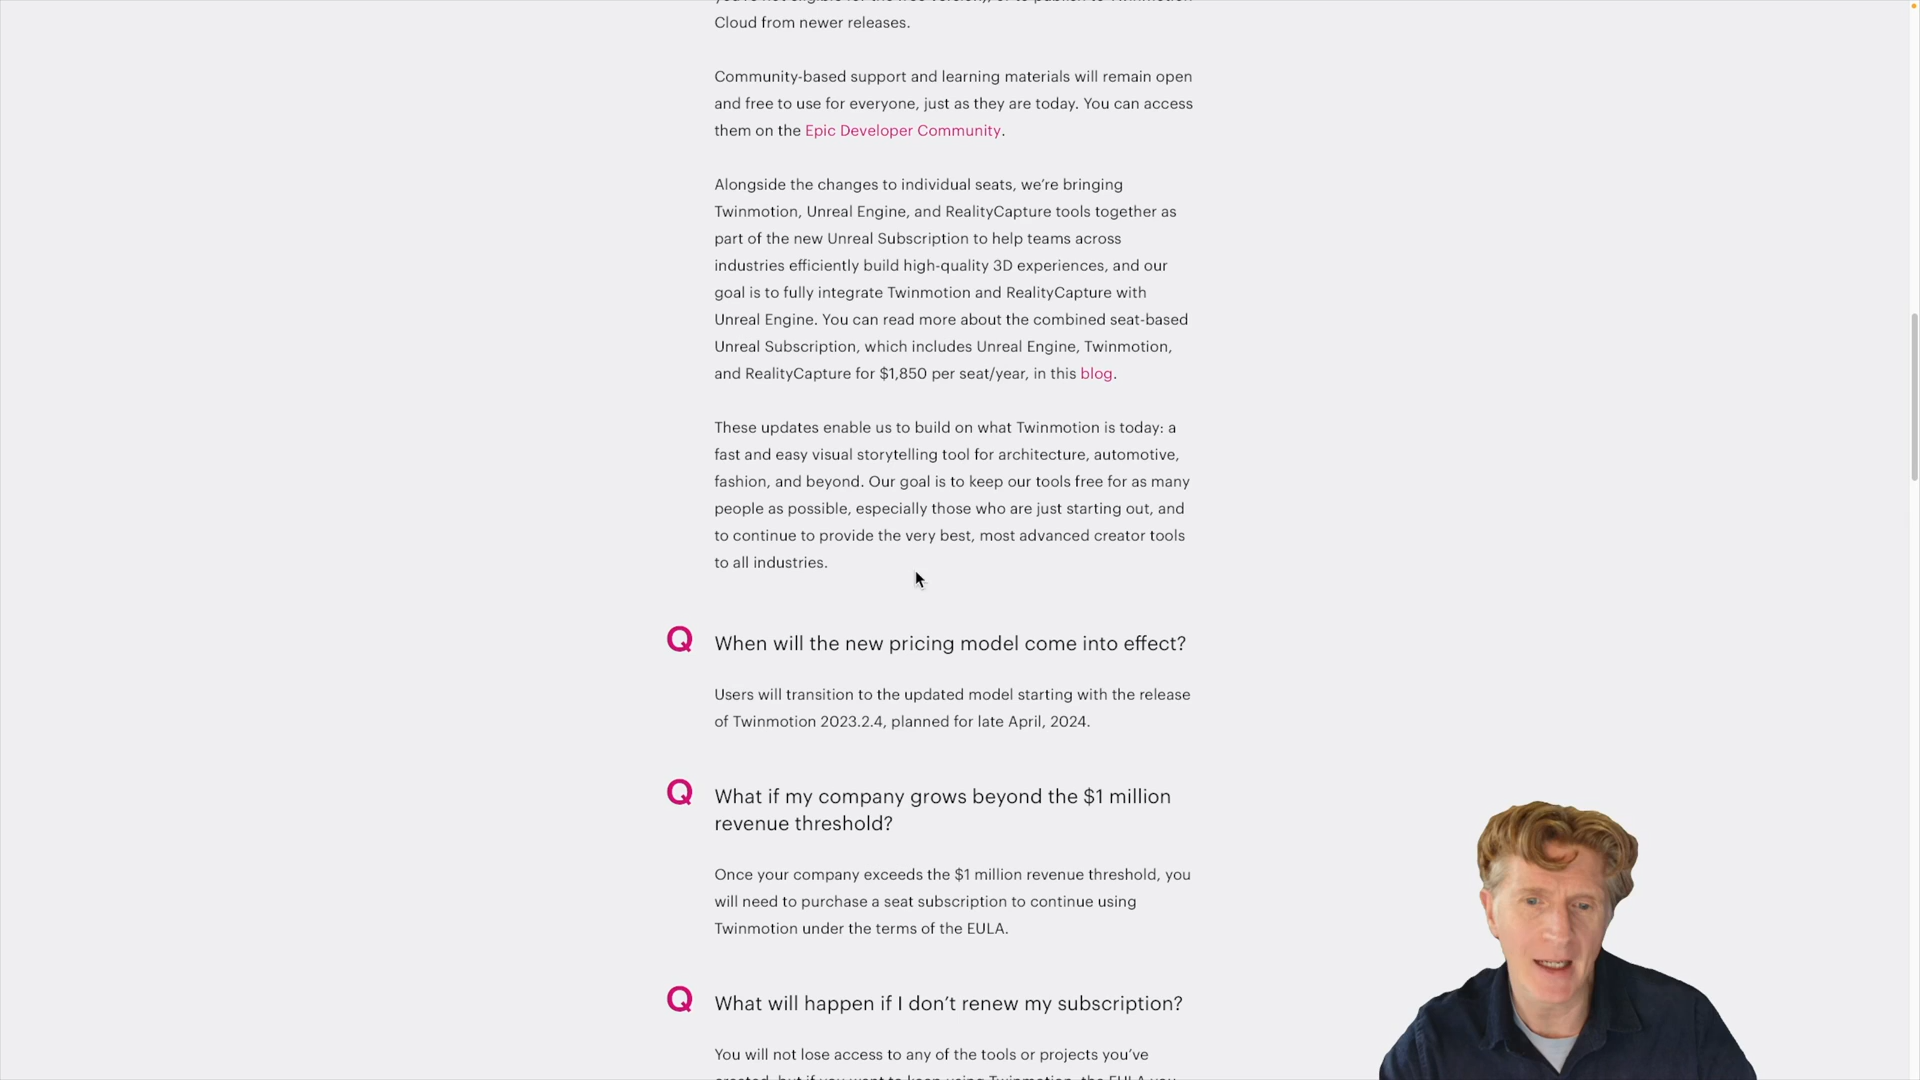 Cloud from newer releases.
Community-based support and learning materials will remain open
and free to use for everyone, just as they are today. You can access
them on the Epic Developer Community.
Alongside the changes to individual seats, we're bringing
Twinmotion, Unreal Engine, and RealityCapture tools together as
part of the new Unreal Subscription to help teams across
industries efficiently build high-quality 3D experiences, and our
goal is to fully integrate Twinmotion and RealityCapture with
Unreal Engine. You can read more about the combined seat-based
Unreal Subscription, which includes Unreal Engine, Twinmotion,
and RealityCapture for $1,850 per seat/year, in this blog.
These updates enable us to build on what Twinmotion is today: a
fast and easy visual storytelling tool for architecture, automotive,
fashion, and beyond. Our goal is to keep our tools free for as many
people as possible, especially those who are just starting out, and
to continue to provide the very best, most advanced creator tools
to all industries.
Q When will the new pricing model come into effect?
Users will transition to the updated model starting with the release
of Twinmotion 2023.2.4, planned for late April, 2024.
Q What if my company grows beyond the $1 million
revenue threshold?
Once your company exceeds the $1 million revenue threshold, you
will need to purchase a seat subscription to continue using
Twinmotion under the terms of the EULA.
Q What will happen if I don't renew my subscription?
You will not lose access to any of the tools or projects you've